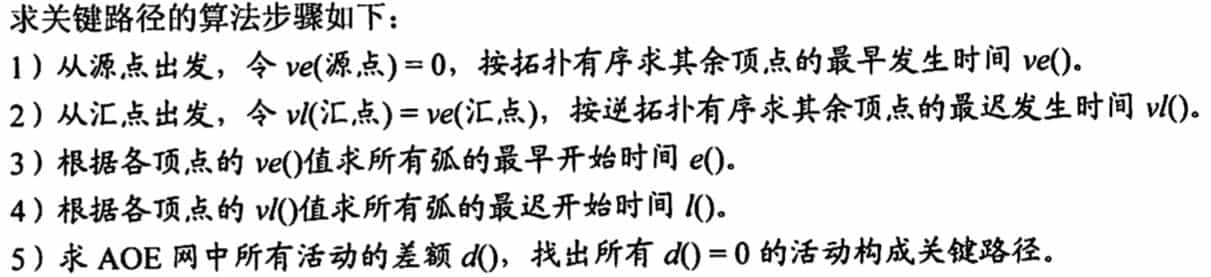 求关键路径的算法步骤如下：
1）从源点出发，令 ve(源点) = 0，按拓扑有序求其余顶点的最早发生时间 ve()。
2）从汇点出发，令 vl(汇点) = ve(汇点)，按逆拓扑有序求其余顶点的最迟发生时间 vl()。
3）根据各顶点的 ve()值求所有弧的最早开始时间 e()。
4）根据各顶点的 vl()值求所有弧的最迟开始时间 l()。
5）求 AOE 网中所有活动的差额 d()，找出所有 d() = 0 的活动构成关键路径。